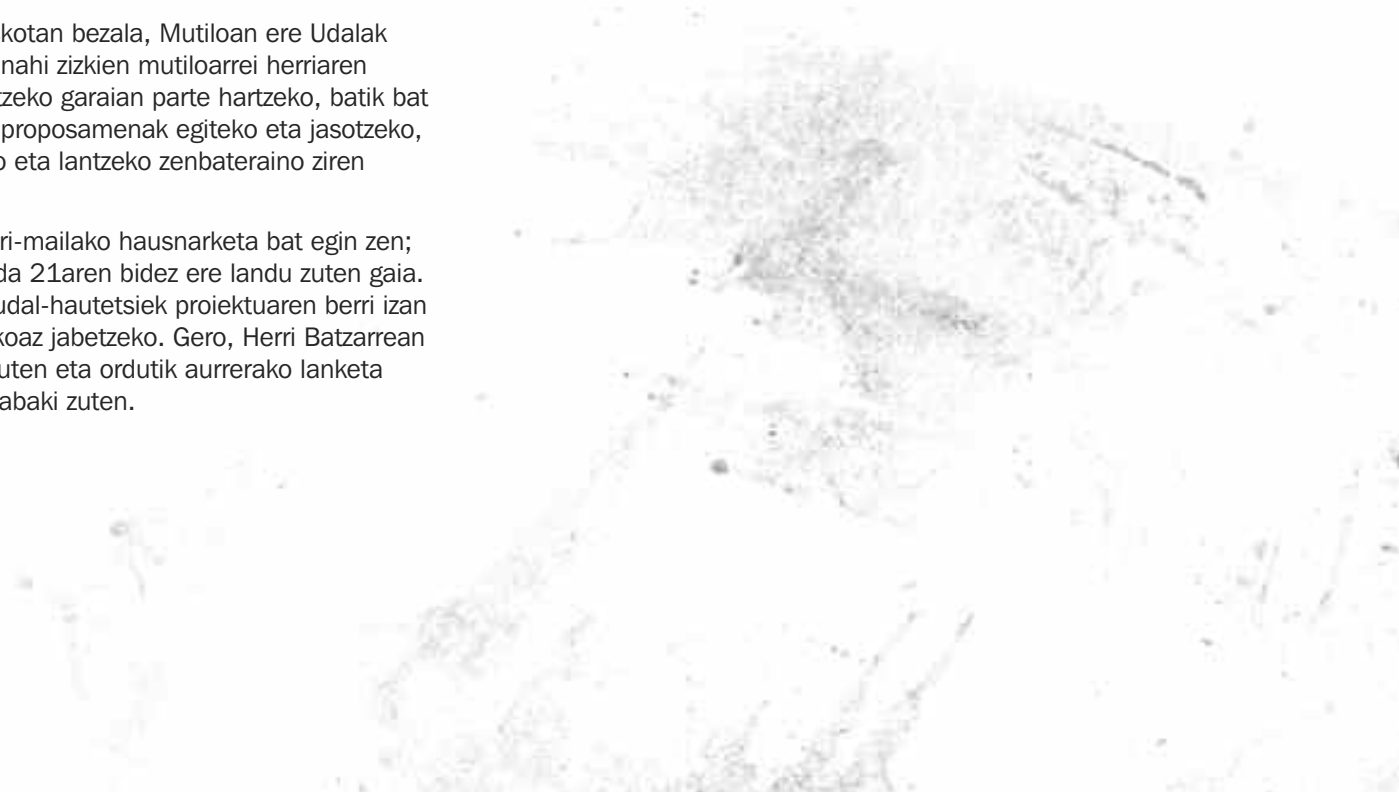 kotan bezala, Mutiloan ere Udalak
nahi zizkien mutiloarrei herriaren
tzeko garaian parte hartzeko, batik bat
proposamenak egiteko eta jasotzeko,
o eta lantzeko zenbateraino ziren
ri-mailako hausnarketa bat egin zen;
da 21aren bidez ere landu zuten gaia.
udal-hautetsiek proiektuaren berri izan
koaz jabetzeko. Gero, Herri Batzarrean
uten eta ordutik aurrerako lanketa
abaki zuten.